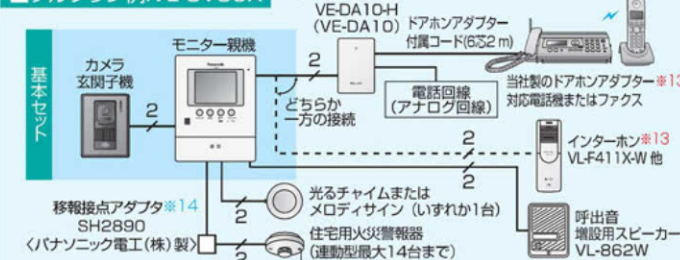 VE-DA10-H
(VE-DA10)
ドアホンアダプター
付属コード(6芯2m)
モニター親機
カメラ
玄関子機
基本セット
2
2
どちらか
一方の接続
電話回線
(アナログ回線)
当社製のドアホンアダプター※13
対応電話機またはファクス
2
2
インターホン※13
VL-F411X-W 他
移報接点アダプタ※14
SH2890
〈パナソニック電工(株)製〉
2
光るチャイムまたは
メロディサイン(いずれか1台)
2
住宅用火災警報器
(連動型最大14台まで)
呼出音
増設用スピーカー
VL-862W